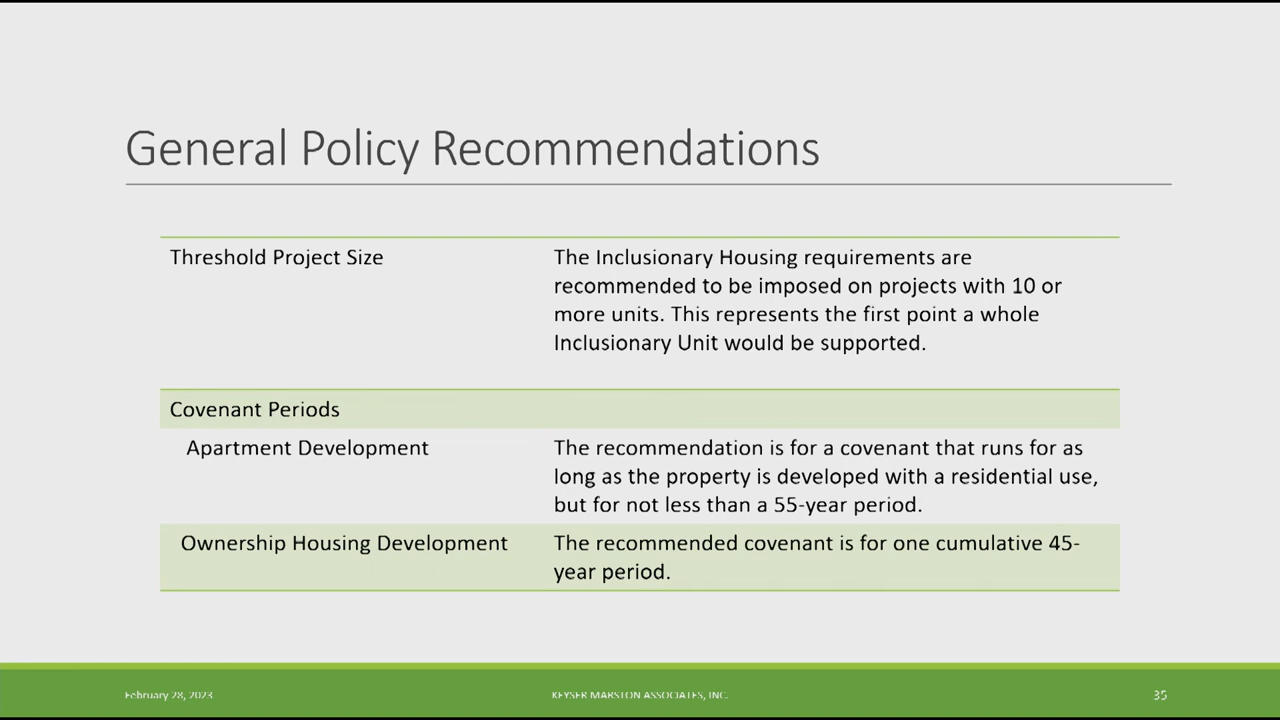 General Policy Recommendations
Threshold Project Size
The Inclusionary Housing requirements are
recommended to be imposed on projects with 10 or
more units. This represents the first point a whole
Inclusionary Unit would be supported.
Covenant Periods
Apartment Development
The recommendation is for a covenant that runs for as
long as the property is developed with a residential use,
but for not less than a 55-year period.
Ownership Housing Development
The recommended covenant is for one cumulative 45-
year period.
February 28, 2023
KEYSER MARSTON ASSOCIATES, INC.
35